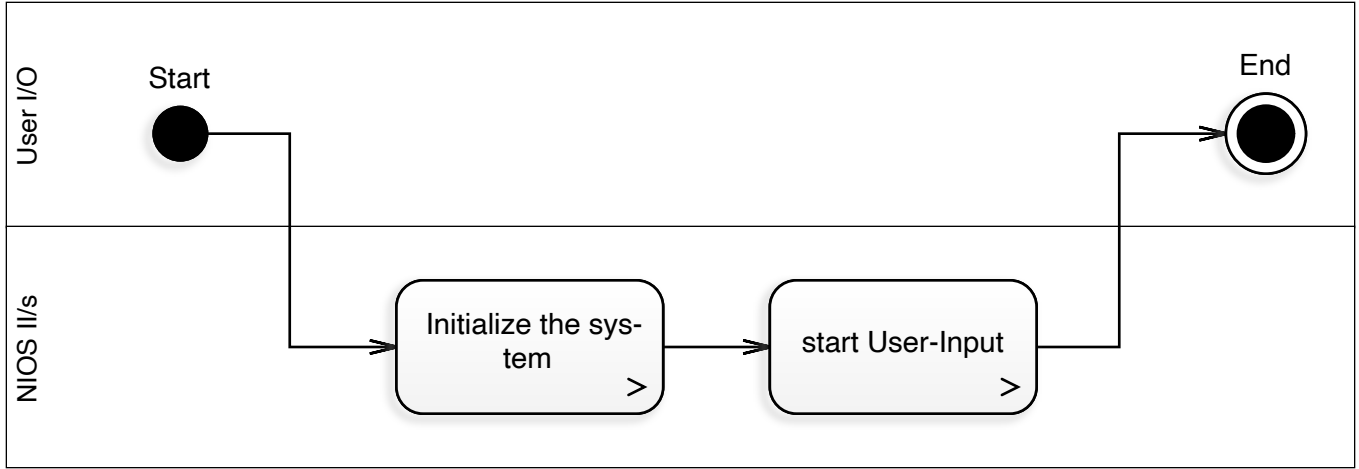 User I/O
Start
End
NIOS II/s
Initialize the sys-
tem
>
start User-Input
>